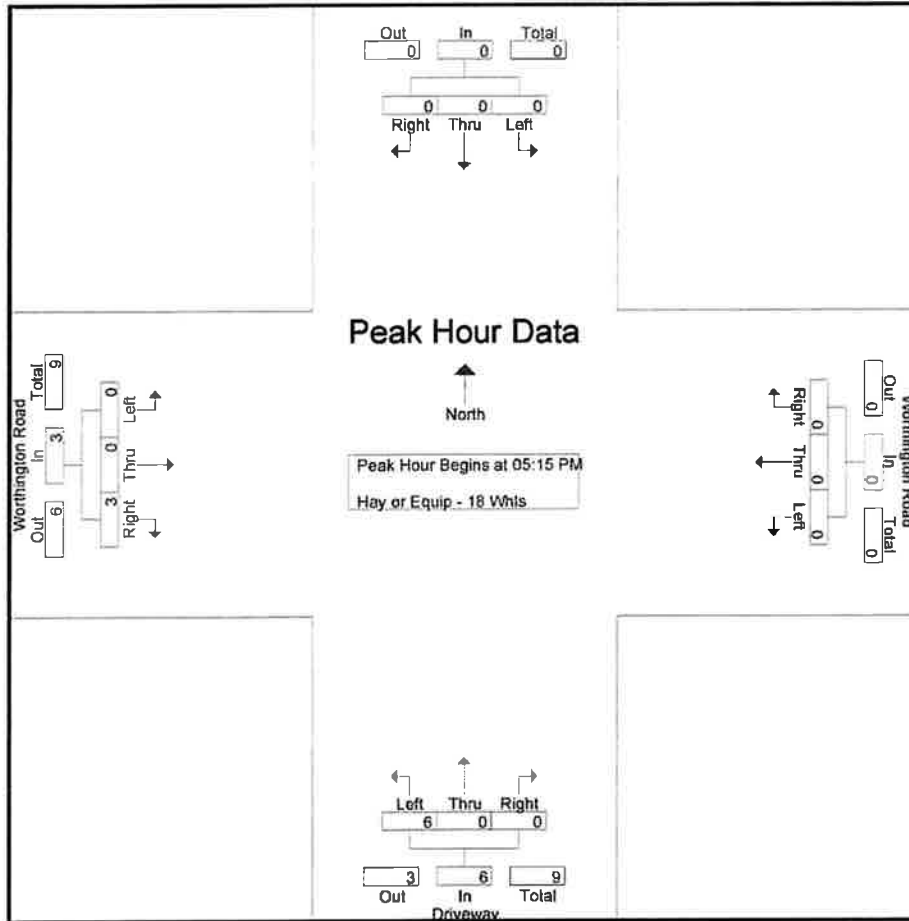 Out In Total
0 0 0
0 0 0
Right Thru Left
Peak Hour Data
North
Peak Hour Begins at 05:15 PM
Hay or Equip - 18 Whls
Worthington Road
Total In Out
9 3 6
0 0 3
Left Thru Right
Right Thru Left
0 0 0
Out In Total
0 0 0
Worthington Road
Left Thru Right
6 0 0
3 6 9
Out In Total
Driveway